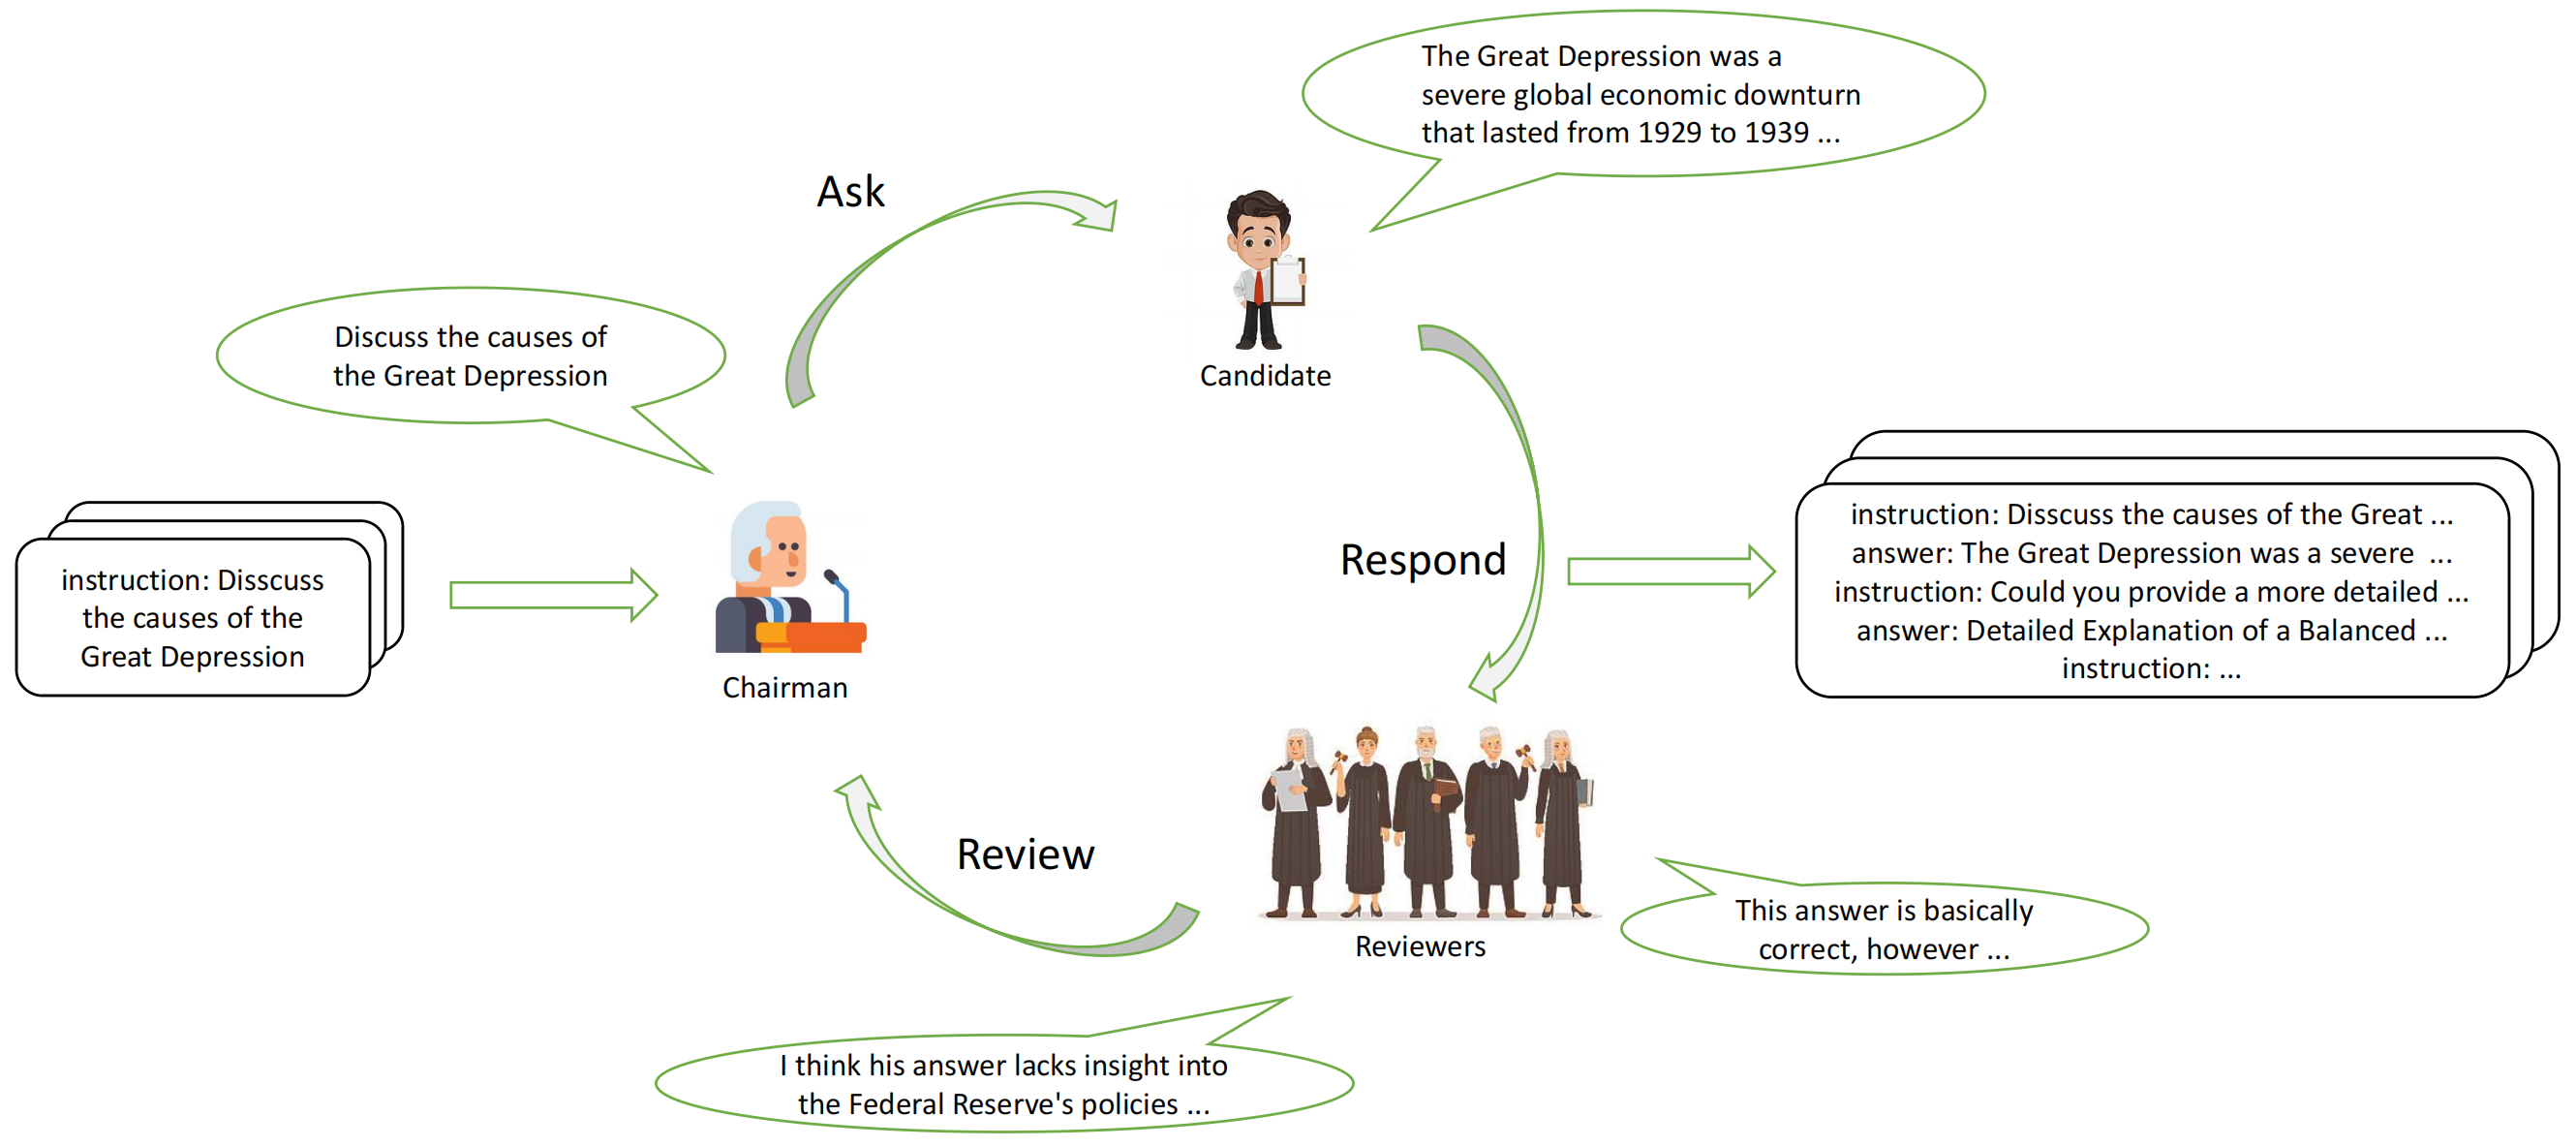 The Great Depression was a
severe global economic downturn
that lasted from 1929 to 1939 ...
Ask
Discuss the causes of
the Great Depression
Candidate
instruction: Disscuss
the causes of the
Great Depression
Chairman
Respond
instruction: Disscuss the causes of the Great ...
answer: The Great Depression was a severe ...
instruction: Could you provide a more detailed ...
answer: Detailed Explanation of a Balanced ...
instruction: ...
Review
Reviewers
This answer is basically
correct, however ...
I think his answer lacks insight into
the Federal Reserve's policies ...